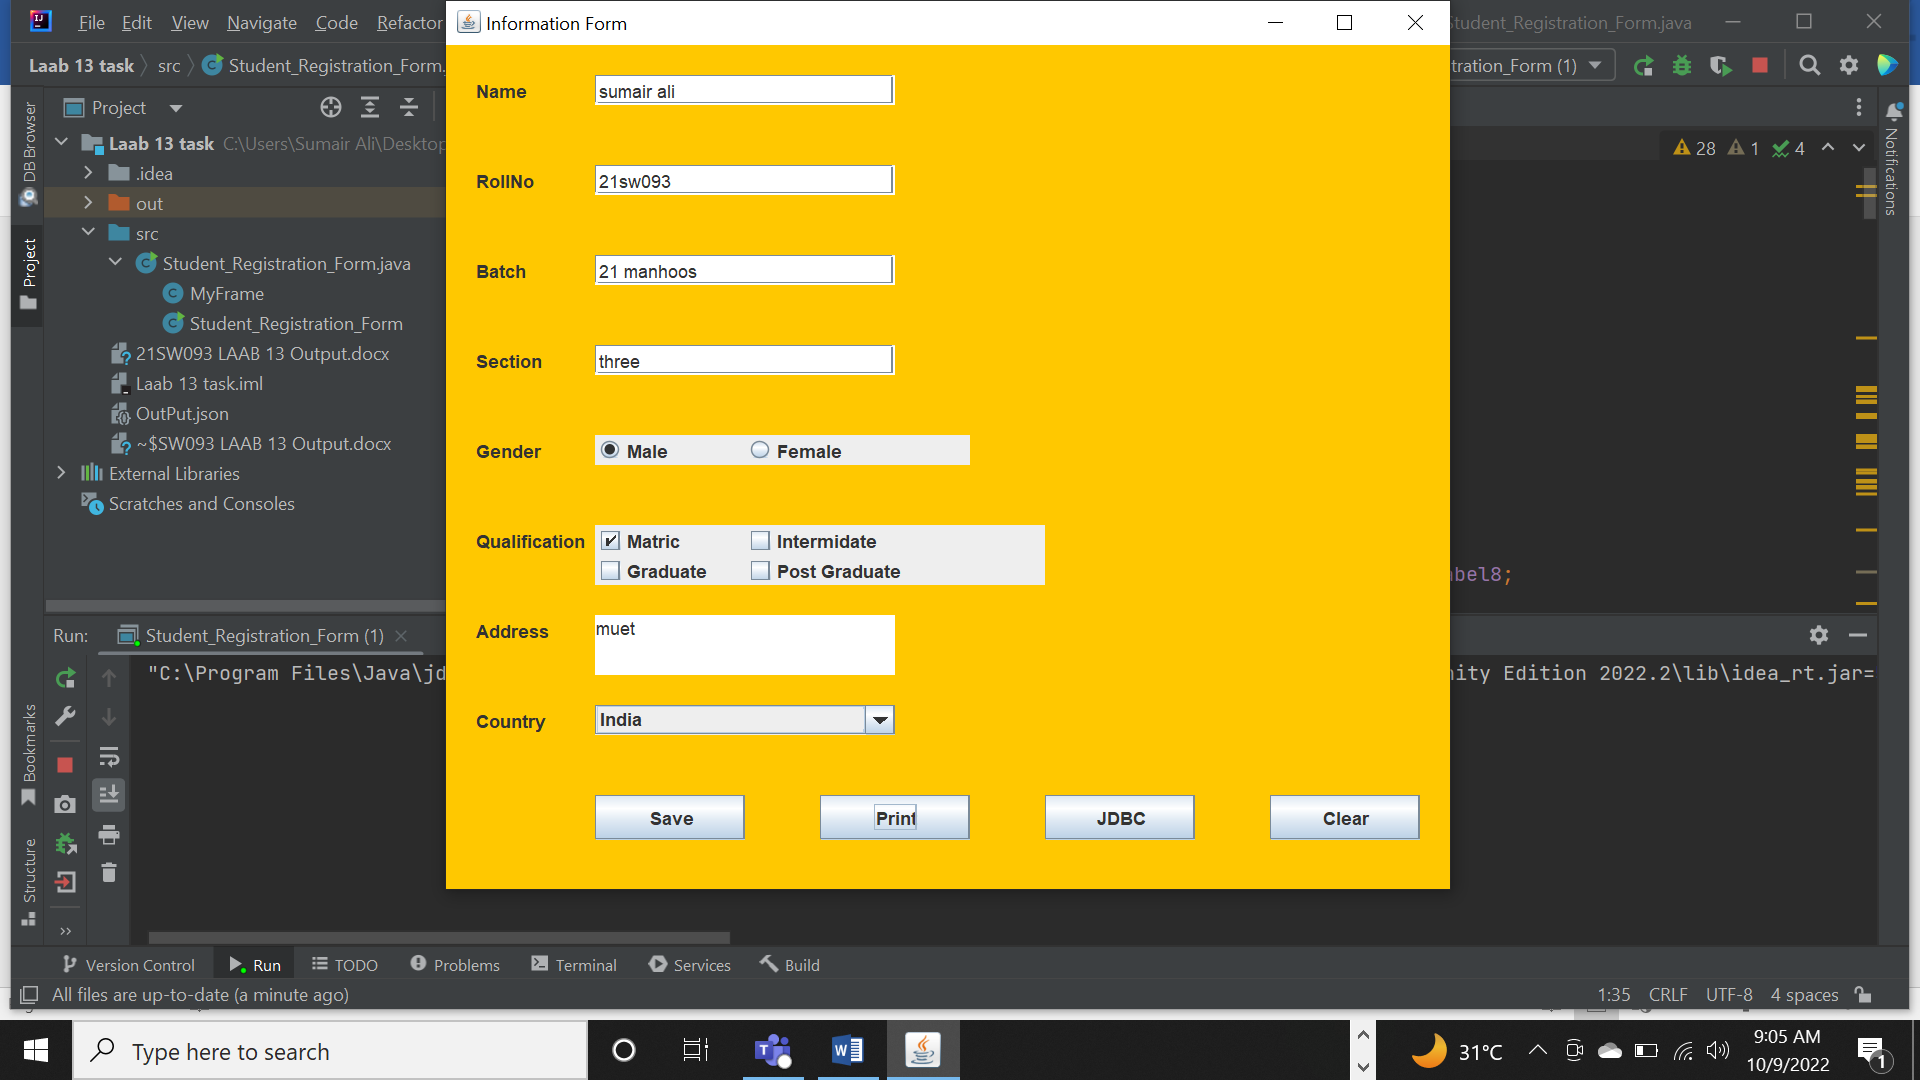 File Edit View Navigate Code Refactor
Information Form
Student_Registration_Form.java
Laab 13 task src Student_Registration_Form.
tration_Form (1)
DB Browser
Project
Notifications
Laab 13 task C:\Users\Sumair Ali\Desktop
28 1 4
.idea
out
src
Project
Student_Registration_Form.java
MyFrame
Student_Registration_Form
21SW093 LAAB 13 Output.docx
Laab 13 task.iml
OutPut.json
~$SW093 LAAB 13 Output.docx
External Libraries
Scratches and Consoles
Name sumair ali
RollNo 21sw093
Batch 21 manhoos
Section three
Gender Male Female
Qualification Matric Intermidate
Graduate Post Graduate
Address muet
Country India
Save Print JDBC Clear
abel8;
Run: Student_Registration_Form (1)
"C:\Program Files\Java\jd
nity Edition 2022.2\lib\idea_rt.jar=
Bookmarks
Structure
Version Control Run TODO Problems Terminal Services Build
All files are up-to-date (a minute ago)
1:35 CRLF UTF-8 4 spaces
Type here to search
31°C
9:05 AM
10/9/2022
1